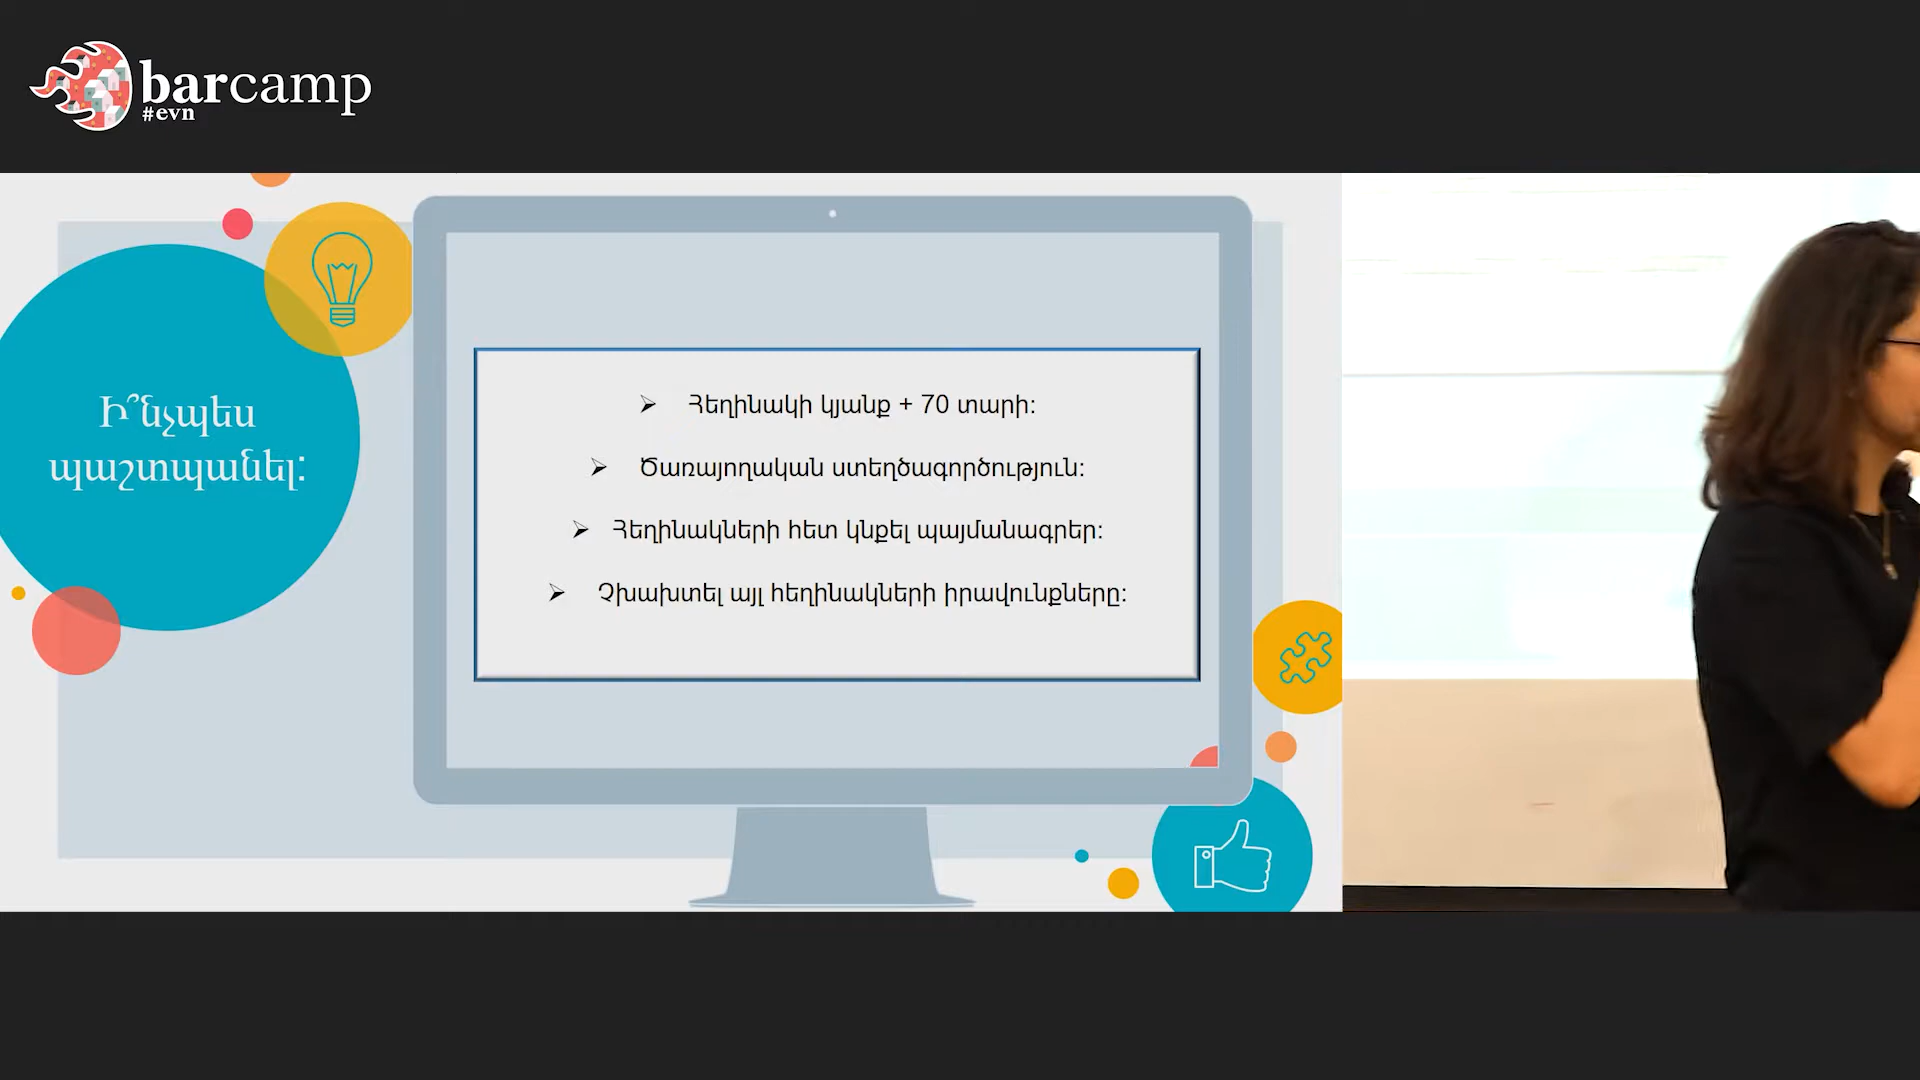 barcamp
#evn
Ի՞նչպես
պաշտպանել:
Հեղինակի կյանք + 70 տարի:
Ծառայողական ստեղծագործություն:
Հեղինակների հետ կնքել պայմանագրեր:
Չխախտել այլ հեղինակների իրավունքները: